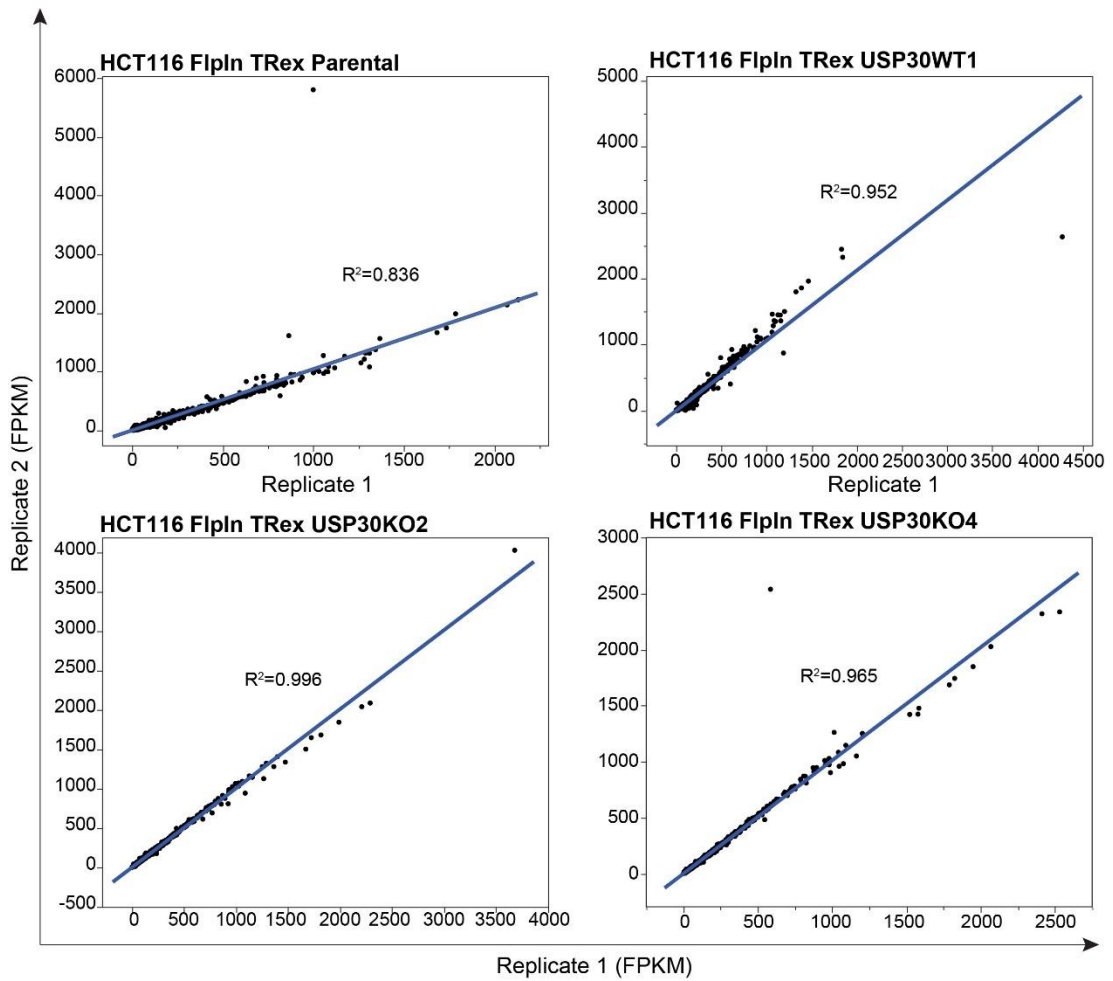 HCT116 FlpIn TRex Parental
6000
5000
4000
3000
2000
1000
0
R²=0.836
0 500 1000 1500 2000
Replicate 1
HCT116 FlpIn TRex USP30WT1
5000
4000
3000
2000
1000
0
R²=0.952
0 500 1000 1500 2000 2500 3000 3500 4000 4500
Replicate 1
HCT116 FlpIn TRex USP30KO2
4000
3500
3000
2500
2000
1500
1000
500
0
-500
R²=0.996
0 500 1000 1500 2000 2500 3000 3500 4000
HCT116 FlpIn TRex USP30KO4
3000
2500
2000
1500
1000
500
0
R²=0.965
0 500 1000 1500 2000 2500
Replicate 2 (FPKM)
Replicate 1 (FPKM)